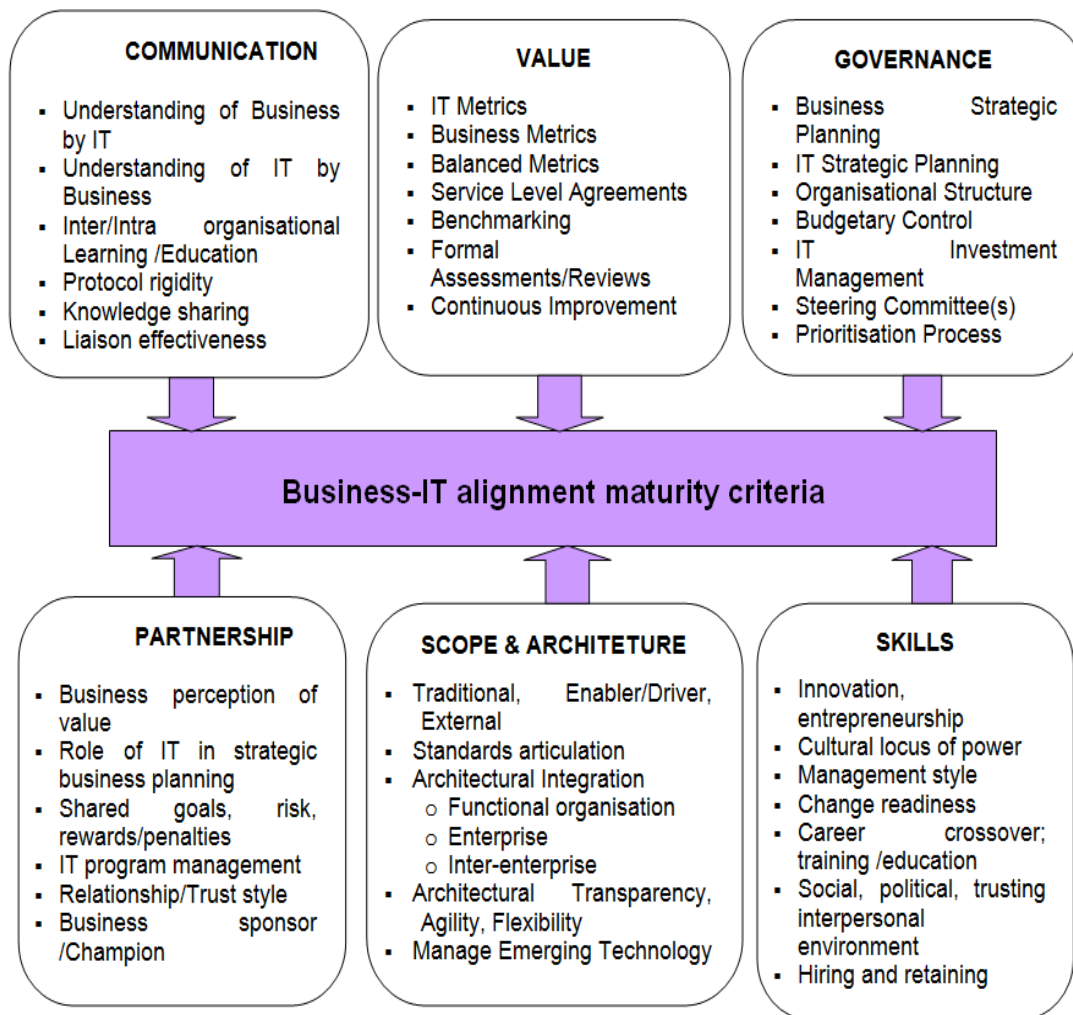 COMMUNICATION
▪ Understanding of Business
by IT
▪ Understanding of IT by
Business
▪ Inter/Intra organisational
Learning /Education
▪ Protocol rigidity
▪ Knowledge sharing
▪ Liaison effectiveness
VALUE
▪ IT Metrics
▪ Business Metrics
▪ Balanced Metrics
▪ Service Level Agreements
▪ Benchmarking
▪ Formal
Assessments/Reviews
▪ Continuous Improvement
GOVERNANCE
▪ Business Strategic
Planning
▪ IT Strategic Planning
▪ Organisational Structure
▪ Budgetary Control
▪ IT Investment
Management
▪ Steering Committee(s)
▪ Prioritisation Process
Business-IT alignment maturity criteria
PARTNERSHIP
▪ Business perception of
value
▪ Role of IT in strategic
business planning
▪ Shared goals, risk,
rewards/penalties
▪ IT program management
▪ Relationship/Trust style
▪ Business sponsor
/Champion
SCOPE & ARCHITETURE
▪ Traditional, Enabler/Driver,
External
▪ Standards articulation
▪ Architectural Integration
o Functional organisation
o Enterprise
o Inter-enterprise
▪ Architectural Transparency,
Agility, Flexibility
▪ Manage Emerging Technology
SKILLS
▪ Innovation,
entrepreneurship
▪ Cultural locus of power
▪ Management style
▪ Change readiness
▪ Career crossover;
training /education
▪ Social, political, trusting
interpersonal
environment
▪ Hiring and retaining